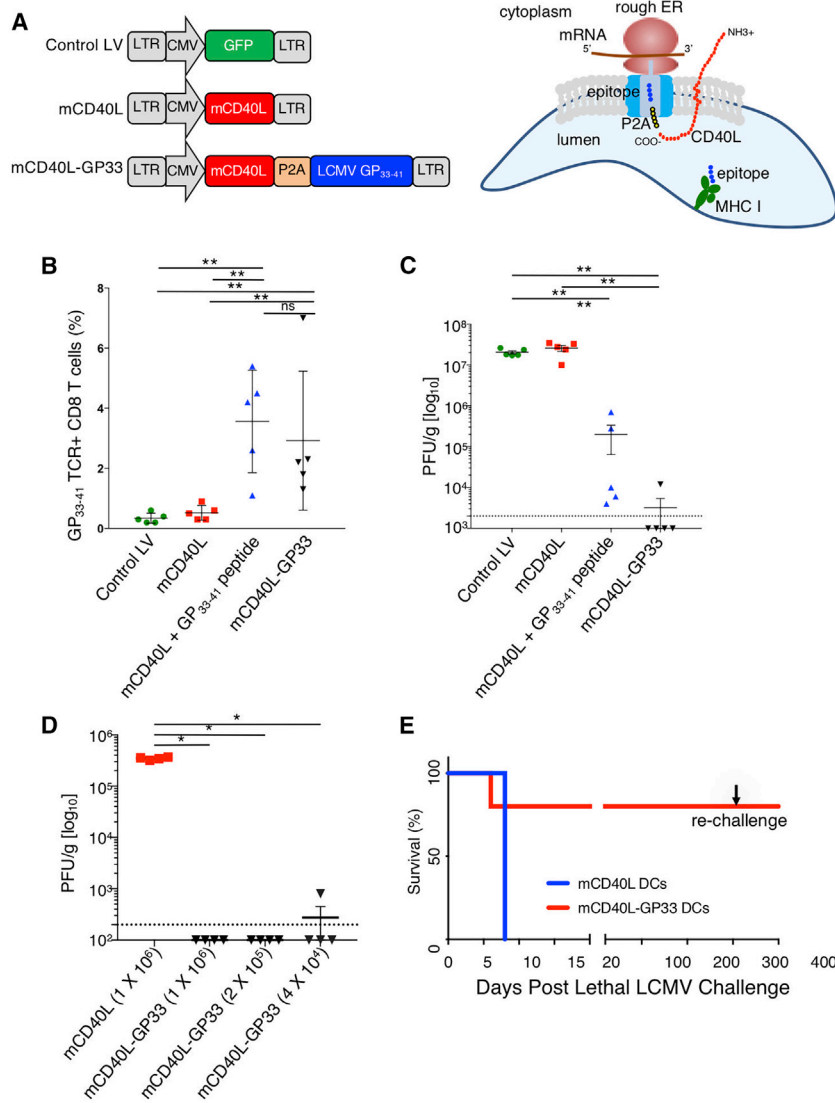 A
Control LV
LTR
CMV
GFP
LTR
mCD40L
LTR
CMV
mCD40L
LTR
mCD40L-GP33
LTR
CMV
mCD40L
P2A
LCMV GP33-41
LTR
cytoplasm
rough ER
mRNA
5'
3'
NH3+
epitope
P2A
COO-
CD40L
lumen
epitope
MHC I
B
**
**
**
**
ns
GP33-41 TCR+ CD8 T cells (%)
8
6
4
2
0
Control LV
mCD40L
mCD40L + GP33-41 peptide
mCD40L-GP33
C
**
**
**
**
PFU/g [log10]
10^8
10^7
10^6
10^5
10^4
10^3
Control LV
mCD40L
mCD40L + GP33-41 peptide
mCD40L-GP33
D
*
*
*
PFU/g [log10]
10^6
10^5
10^4
10^3
10^2
mCD40L (1 X 10^6)
mCD40L-GP33 (1 X 10^6)
mCD40L-GP33 (2 X 10^5)
mCD40L-GP33 (4 X 10^4)
E
Survival (%)
100
50
0
re-challenge
mCD40L DCs
mCD40L-GP33 DCs
0 5 10 15 20 100 200 300 400
Days Post Lethal LCMV Challenge